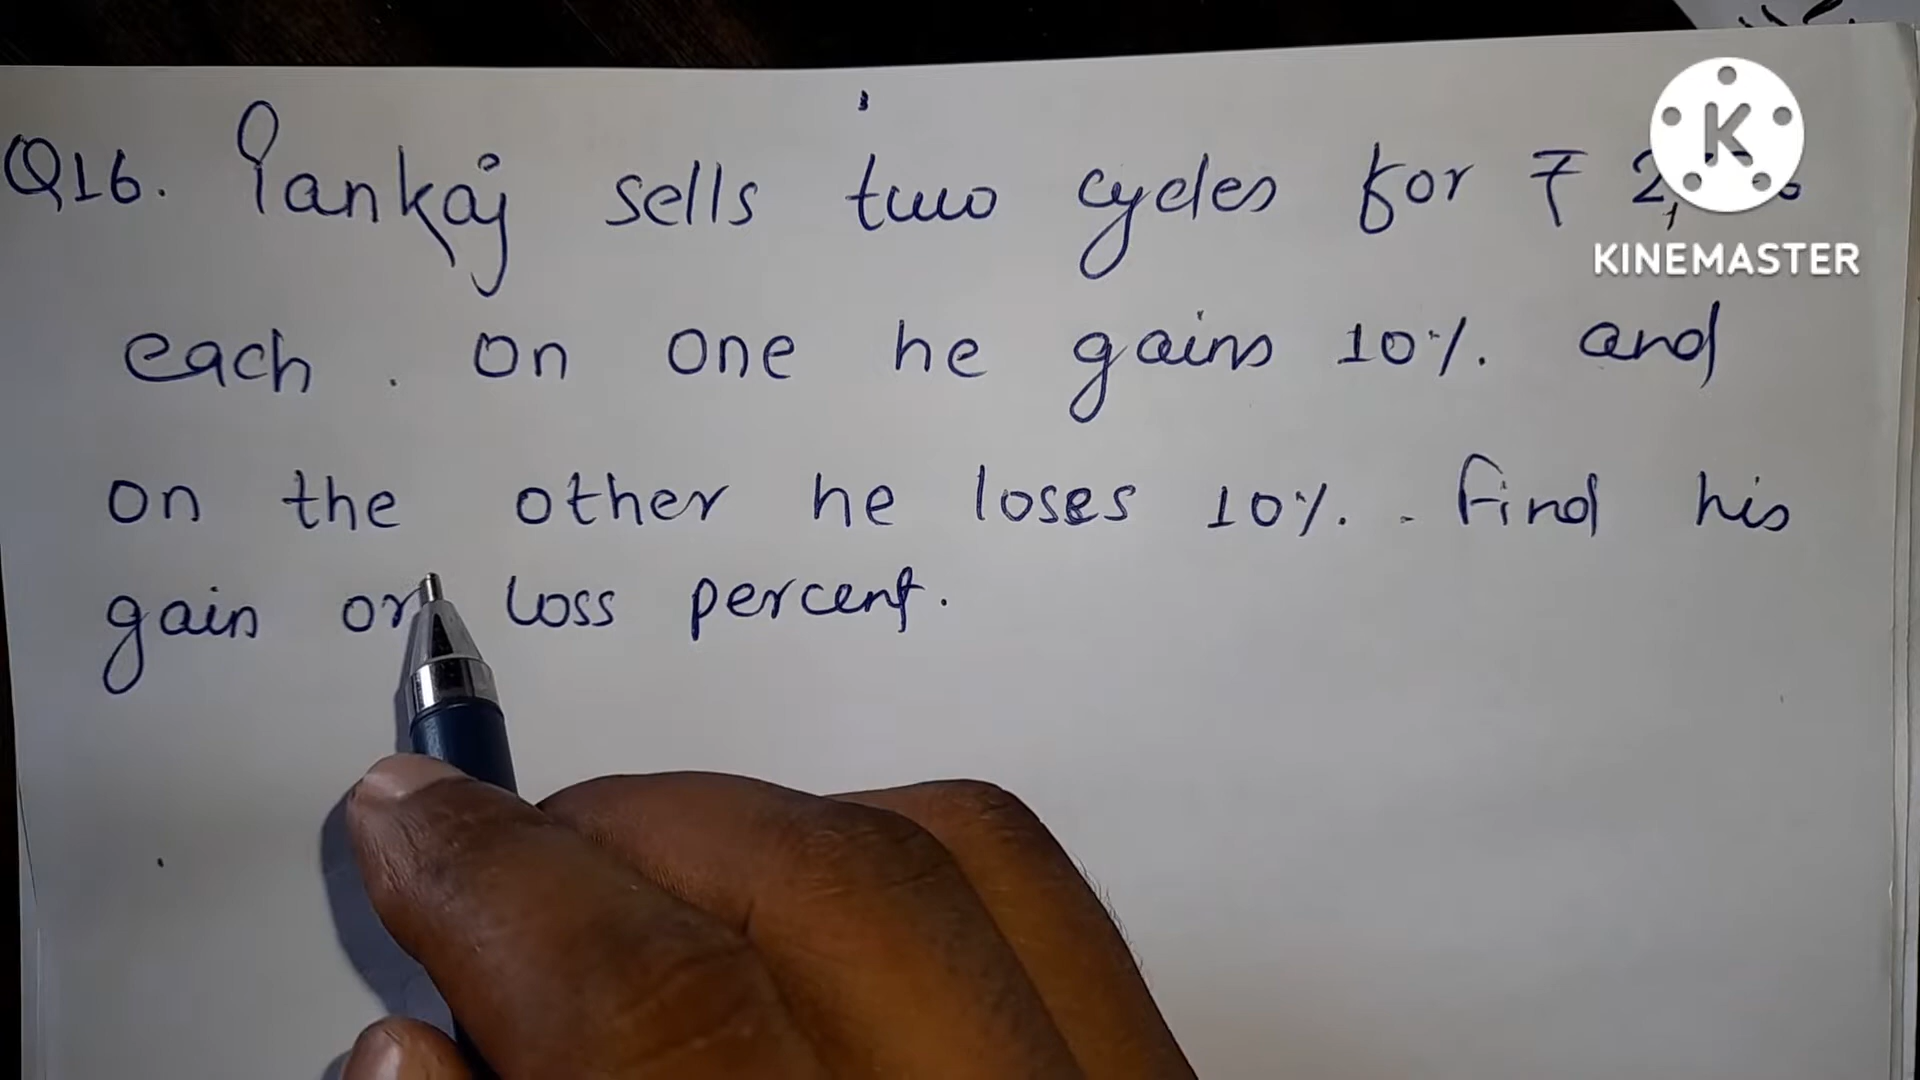 Q16. Pankaj sells two cycles for ₹ 2,
KINEMASTER
each. On one he gains 10%. and
on the other he loses 10%. . Find his
gain or loss percent.